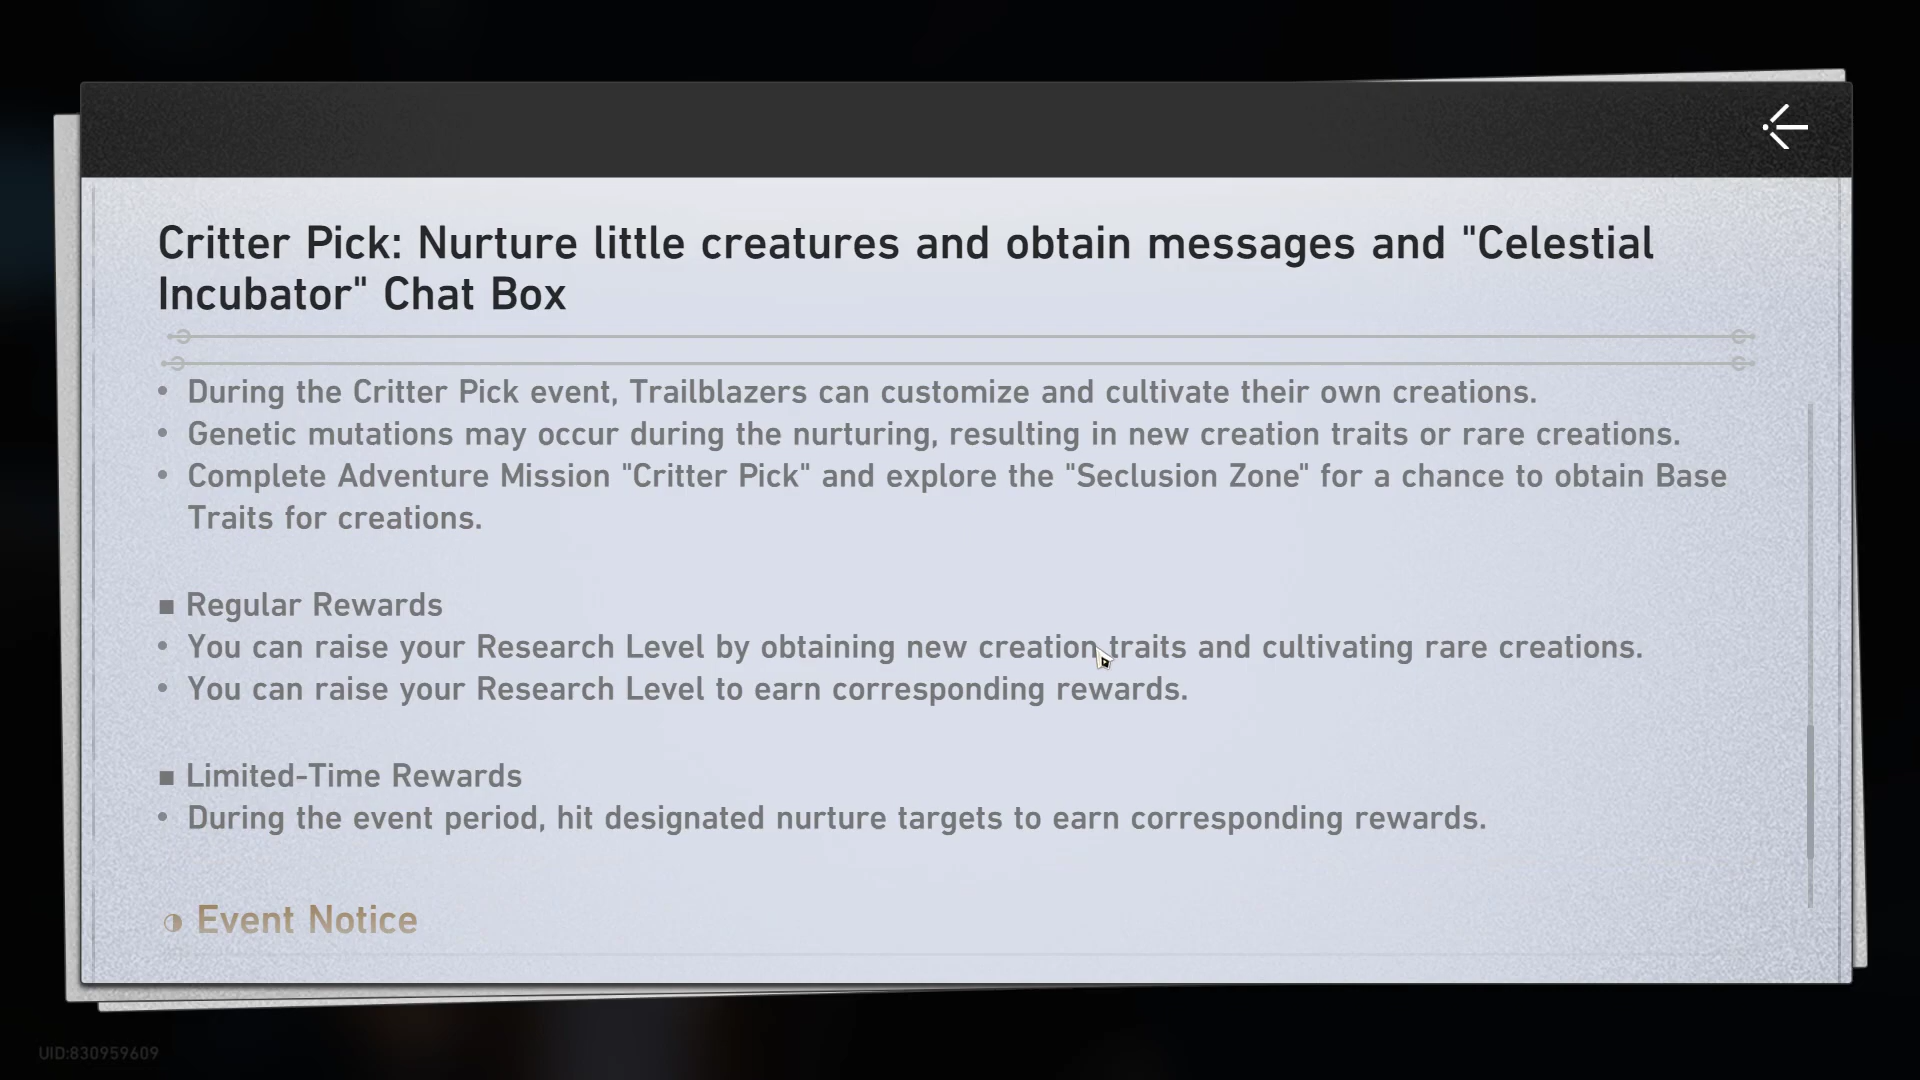 Critter Pick: Nurture little creatures and obtain messages and "Celestial
Incubator" Chat Box
• During the Critter Pick event, Trailblazers can customize and cultivate their own creations.
• Genetic mutations may occur during the nurturing, resulting in new creation traits or rare creations.
• Complete Adventure Mission "Critter Pick" and explore the "Seclusion Zone" for a chance to obtain Base
Traits for creations.
■ Regular Rewards
• You can raise your Research Level by obtaining new creation traits and cultivating rare creations.
• You can raise your Research Level to earn corresponding rewards.
■ Limited-Time Rewards
• During the event period, hit designated nurture targets to earn corresponding rewards.
Event Notice
UID:830959609